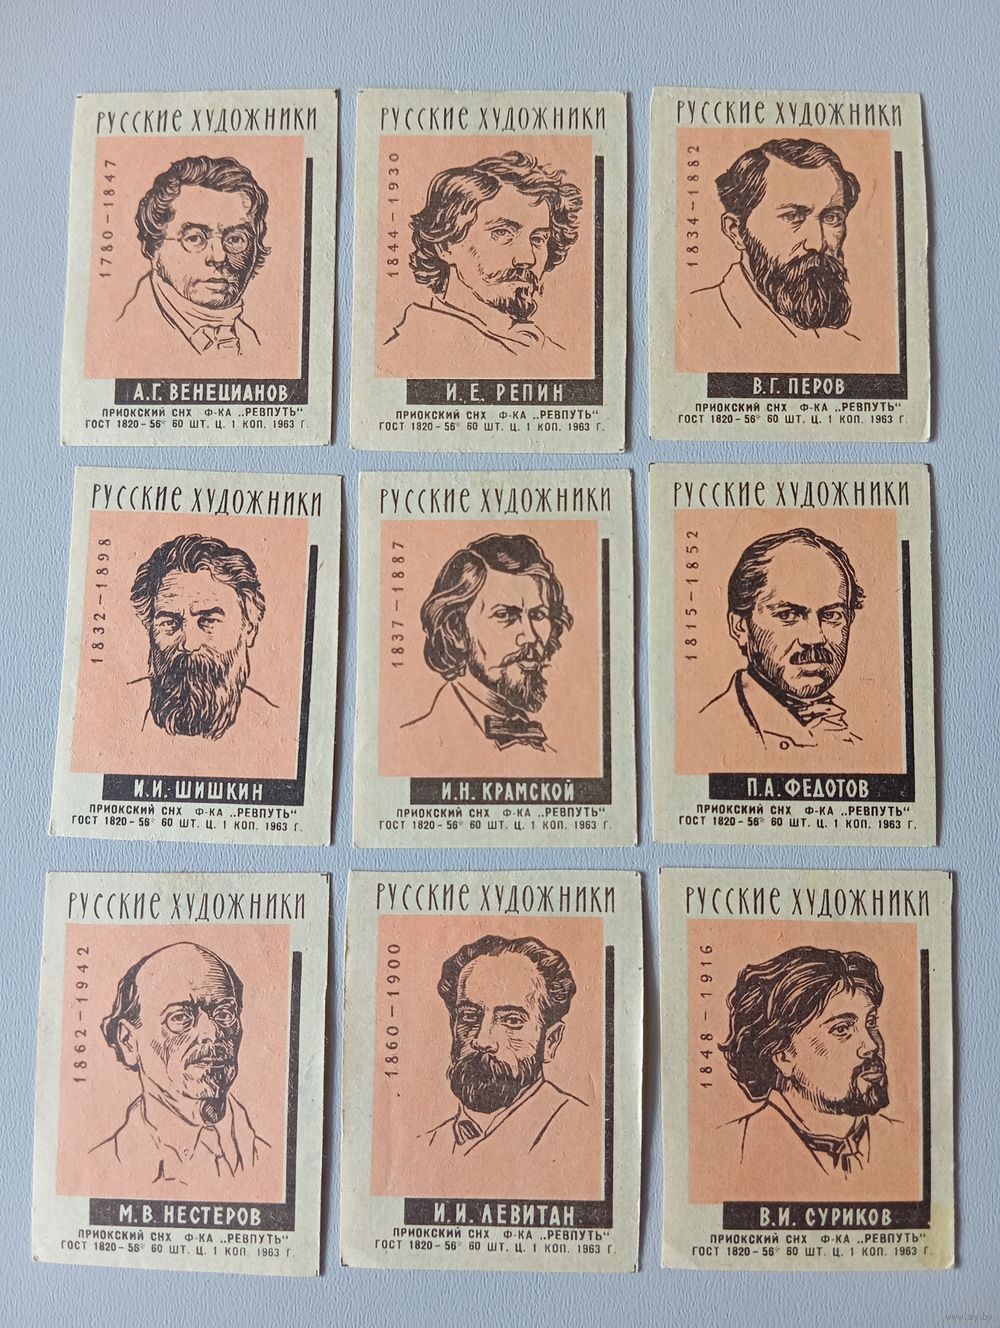 РУССКИЕ ХУДОЖНИКИ
1780–1847
А.Г. ВЕНЕЦИАНОВ
ПРИОКСКИЙ СНХ Ф-КА „РЕВПУТЬ“
ГОСТ 1820–56* 60 ШТ. Ц. 1 КОП. 1963 Г.
РУССКИЕ ХУДОЖНИКИ
1844–1930
И. Е. РЕПИН
ПРИОКСКИЙ СНХ Ф-КА „РЕВПУТЬ“
ГОСТ 1820–56* 60 ШТ. Ц. 1 КОП. 1963 Г.
РУССКИЕ ХУДОЖНИКИ
1834–1882
В.Г. ПЕРОВ
ПРИОКСКИЙ СНХ Ф-КА „РЕВПУТЬ“
ГОСТ 1820–56* 60 ШТ. Ц. 1 КОП. 1963 Г.
РУССКИЕ ХУДОЖНИКИ
1832–1898
И.И. ШИШКИН
ПРИОКСКИЙ СНХ Ф-КА „РЕВПУТЬ“
ГОСТ 1820–56* 60 ШТ. Ц. 1 КОП. 1963 Г.
РУССКИЕ ХУДОЖНИКИ
1837–1887
И.Н. КРАМСКОЙ
ПРИОКСКИЙ СНХ Ф-КА „РЕВПУТЬ“
ГОСТ 1820–56* 60 ШТ. Ц. 1 КОП. 1963 Г.
РУССКИЕ ХУДОЖНИКИ
1815–1852
П.А. ФЕДОТОВ
ПРИОКСКИЙ СНХ Ф-КА „РЕВПУТЬ“
ГОСТ 1820–56* 60 ШТ. Ц. 1 КОП. 1963 Г.
РУССКИЕ ХУДОЖНИКИ
1862–1942
М.В. НЕСТЕРОВ
ПРИОКСКИЙ СНХ Ф-КА „РЕВПУТЬ“
ГОСТ 1820–56* 60 ШТ. Ц. 1 КОП. 1963 Г.
РУССКИЕ ХУДОЖНИКИ
1860–1900
И.И. ЛЕВИТАН
ПРИОКСКИЙ СНХ Ф-КА „РЕВПУТЬ“
ГОСТ 1820–56* 60 ШТ. Ц. 1 КОП. 1963 Г.
РУССКИЕ ХУДОЖНИКИ
1848–1916
В.И. СУРИКОВ
ПРИОКСКИЙ СНХ Ф-КА „РЕВПУТЬ“
ГОСТ 1820–56* 60 ШТ. Ц. 1 КОП. 1963 Г.
www.ay.by